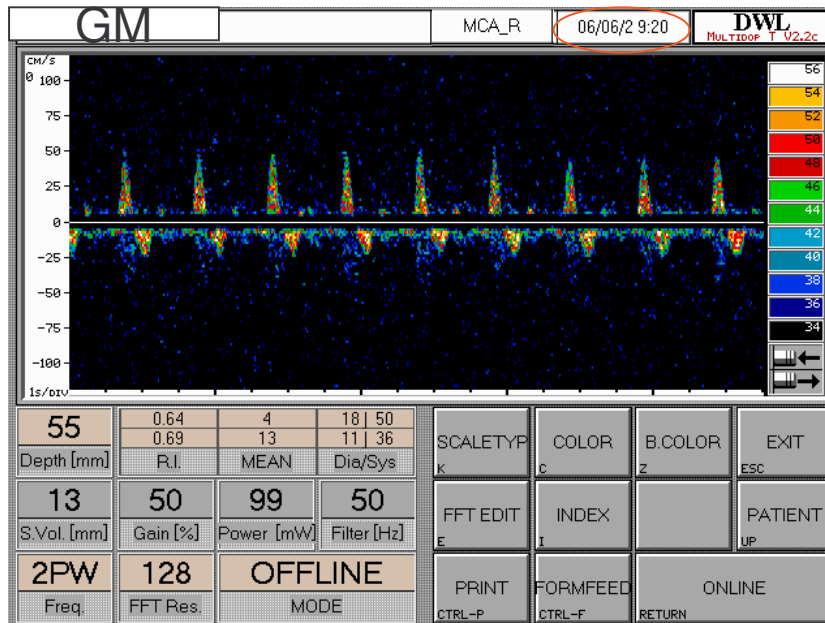 GM
MCA_R
06/06/2 9:20
DWL
MULTIDOP T V2.2c
CM/S
0 100
75
50
25
0
-25
-50
-75
-100
1s/DIV
56
54
52
50
48
46
44
42
40
38
36
34
55
Depth [mm]
0.64 4 18| 50
0.69 13 11| 36
R.I. MEAN Dia/Sys
13 50 99 50
S.Vol. [mm] Gain [%] Power [mW] Filter [Hz]
2PW 128 OFFLINE
Freq. FFT Res. MODE
SCALETYP COLOR B.COLOR EXIT
K C Z ESC
FFT EDIT INDEX PATIENT
E I UP
PRINT FORMFEED ONLINE
CTRL-P CTRL-F RETURN